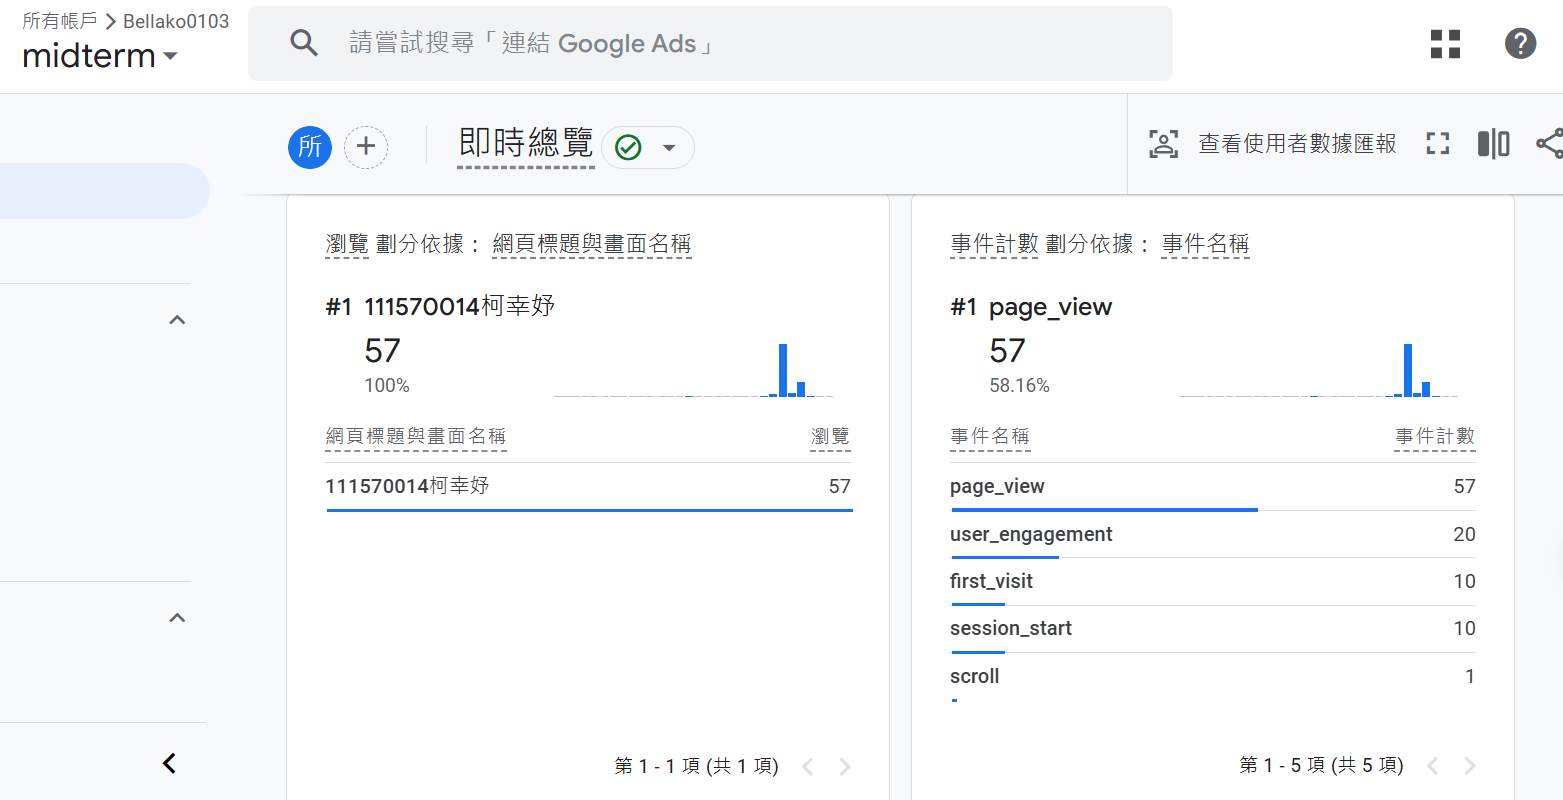 所有帳戶 > Bellako0103
midterm
請嘗試搜尋「連結 Google Ads」
所
即時總覽
查看使用者數據匯報
瀏覽 劃分依據： 網頁標題與畫面名稱
#1 111570014柯幸妤
57
100%
網頁標題與畫面名稱 瀏覽
111570014柯幸妤 57
第 1 - 1 項 (共 1 項)
事件計數 劃分依據： 事件名稱
#1 page_view
57
58.16%
事件名稱 事件計數
page_view 57
user_engagement 20
first_visit 10
session_start 10
scroll 1
第 1 - 5 項 (共 5 項)